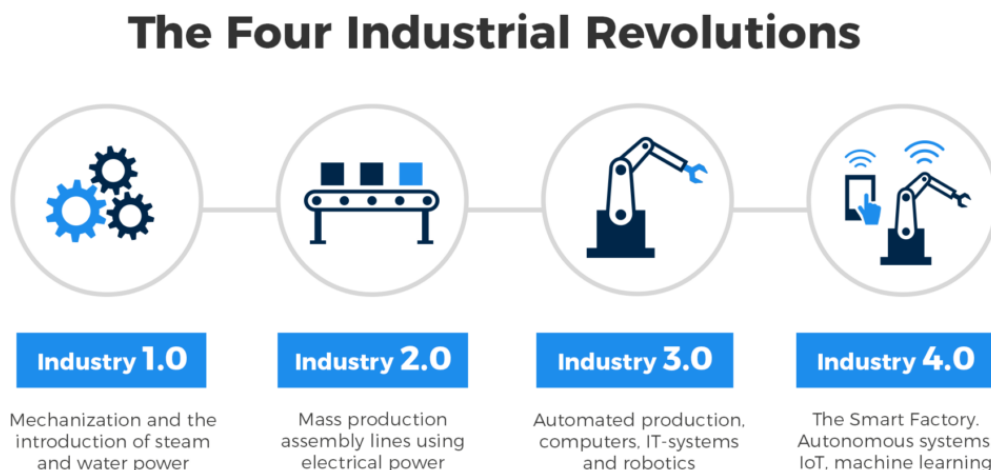 The Four Industrial Revolutions
Industry 1.0
Mechanization and the
introduction of steam
and water power
Industry 2.0
Mass production
assembly lines using
electrical power
Industry 3.0
Automated production,
computers, IT-systems
and robotics
Industry 4.0
The Smart Factory.
Autonomous systems
IoT, machine learning